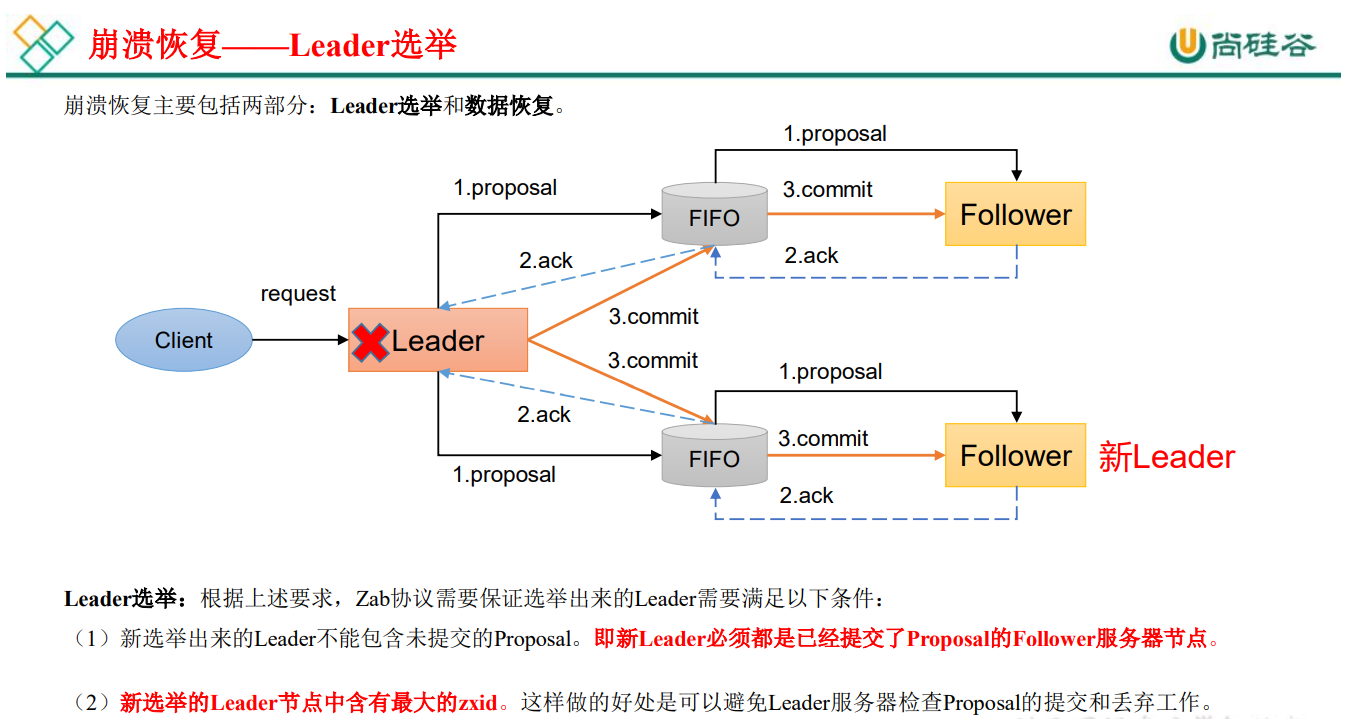 崩溃恢复——Leader选举
尚硅谷
崩溃恢复主要包括两部分：Leader选举和数据恢复。
1.proposal
1.proposal
FIFO
3.commit
Follower
2.ack
2.ack
request
3.commit
Client
Leader
3.commit
1.proposal
2.ack
3.commit
FIFO
Follower
新Leader
1.proposal
2.ack
Leader选举：根据上述要求，Zab协议需要保证选举出来的Leader需要满足以下条件：
（1）新选举出来的Leader不能包含未提交的Proposal。即新Leader必须都是已经提交了Proposal的Follower服务器节点。
（2）新选举的Leader节点中含有最大的zxid。这样做的好处是可以避免Leader服务器检查Proposal的提交和丢弃工作。